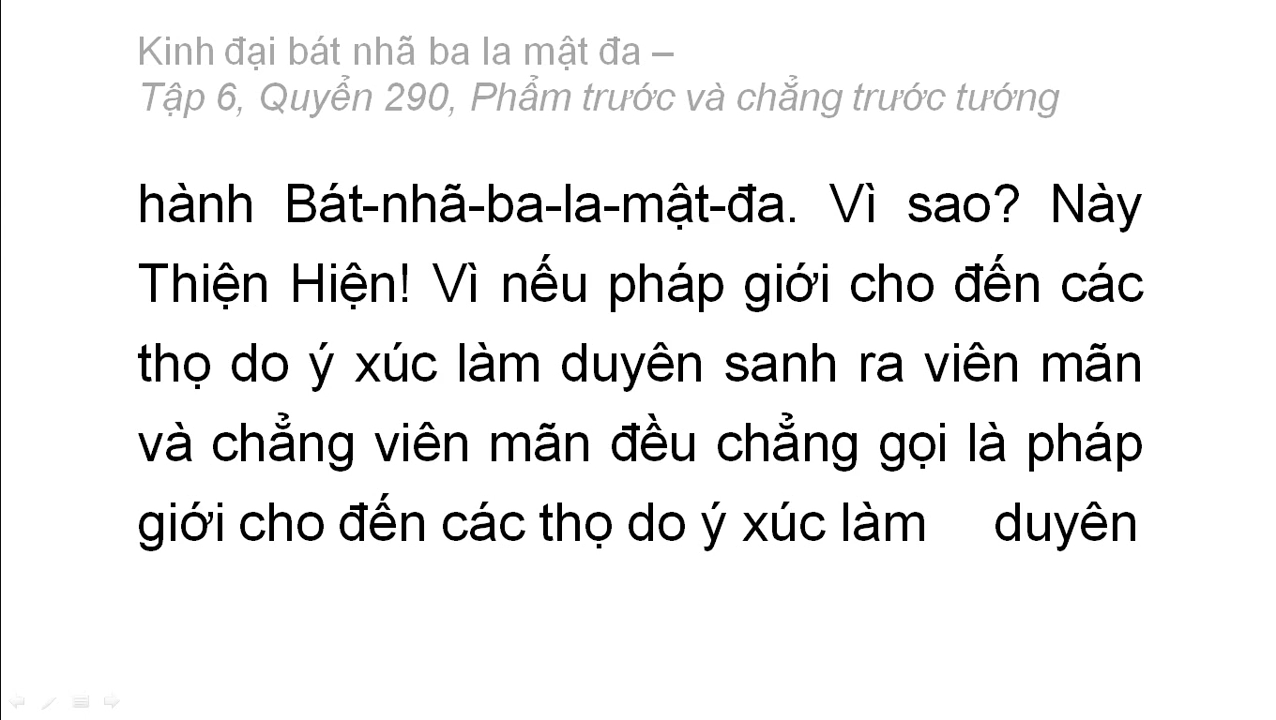 Kinh đại bát nhã ba la mật đa –
Tập 6, Quyển 290, Phẩm trước và chẳng trước tướng
hành Bát-nhã-ba-la-mật-đa. Vì sao? Này
Thiện Hiện! Vì nếu pháp giới cho đến các
thọ do ý xúc làm duyên sanh ra viên mãn
và chẳng viên mãn đều chẳng gọi là pháp
giới cho đến các thọ do ý xúc làm duyên